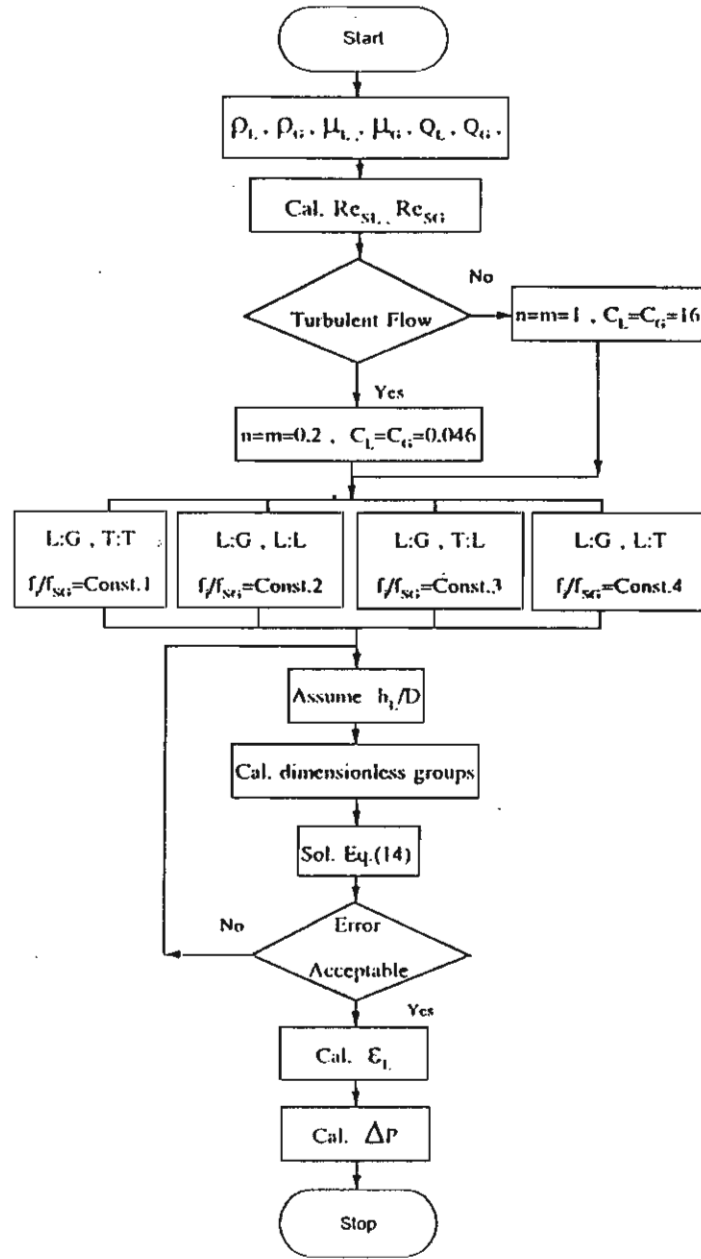 Start
ρL, ρG, μL, μG, QL, QG,
Cal. ReSL, ReSG
No
Turbulent Flow
n=m=1 , CL=CG=16
Yes
n=m=0.2 , CL=CG=0.046
L:G , T:T
fi/fSG=Const.1
L:G , L:L
fi/fSG=Const.2
L:G , T:L
fi/fSG=Const.3
L:G , L:T
fi/fSG=Const.4
Assume hL/D
Cal. dimensionless groups
Sol. Eq.(14)
No
Error
Acceptable
Yes
Cal. εL
Cal. ΔP
Stop